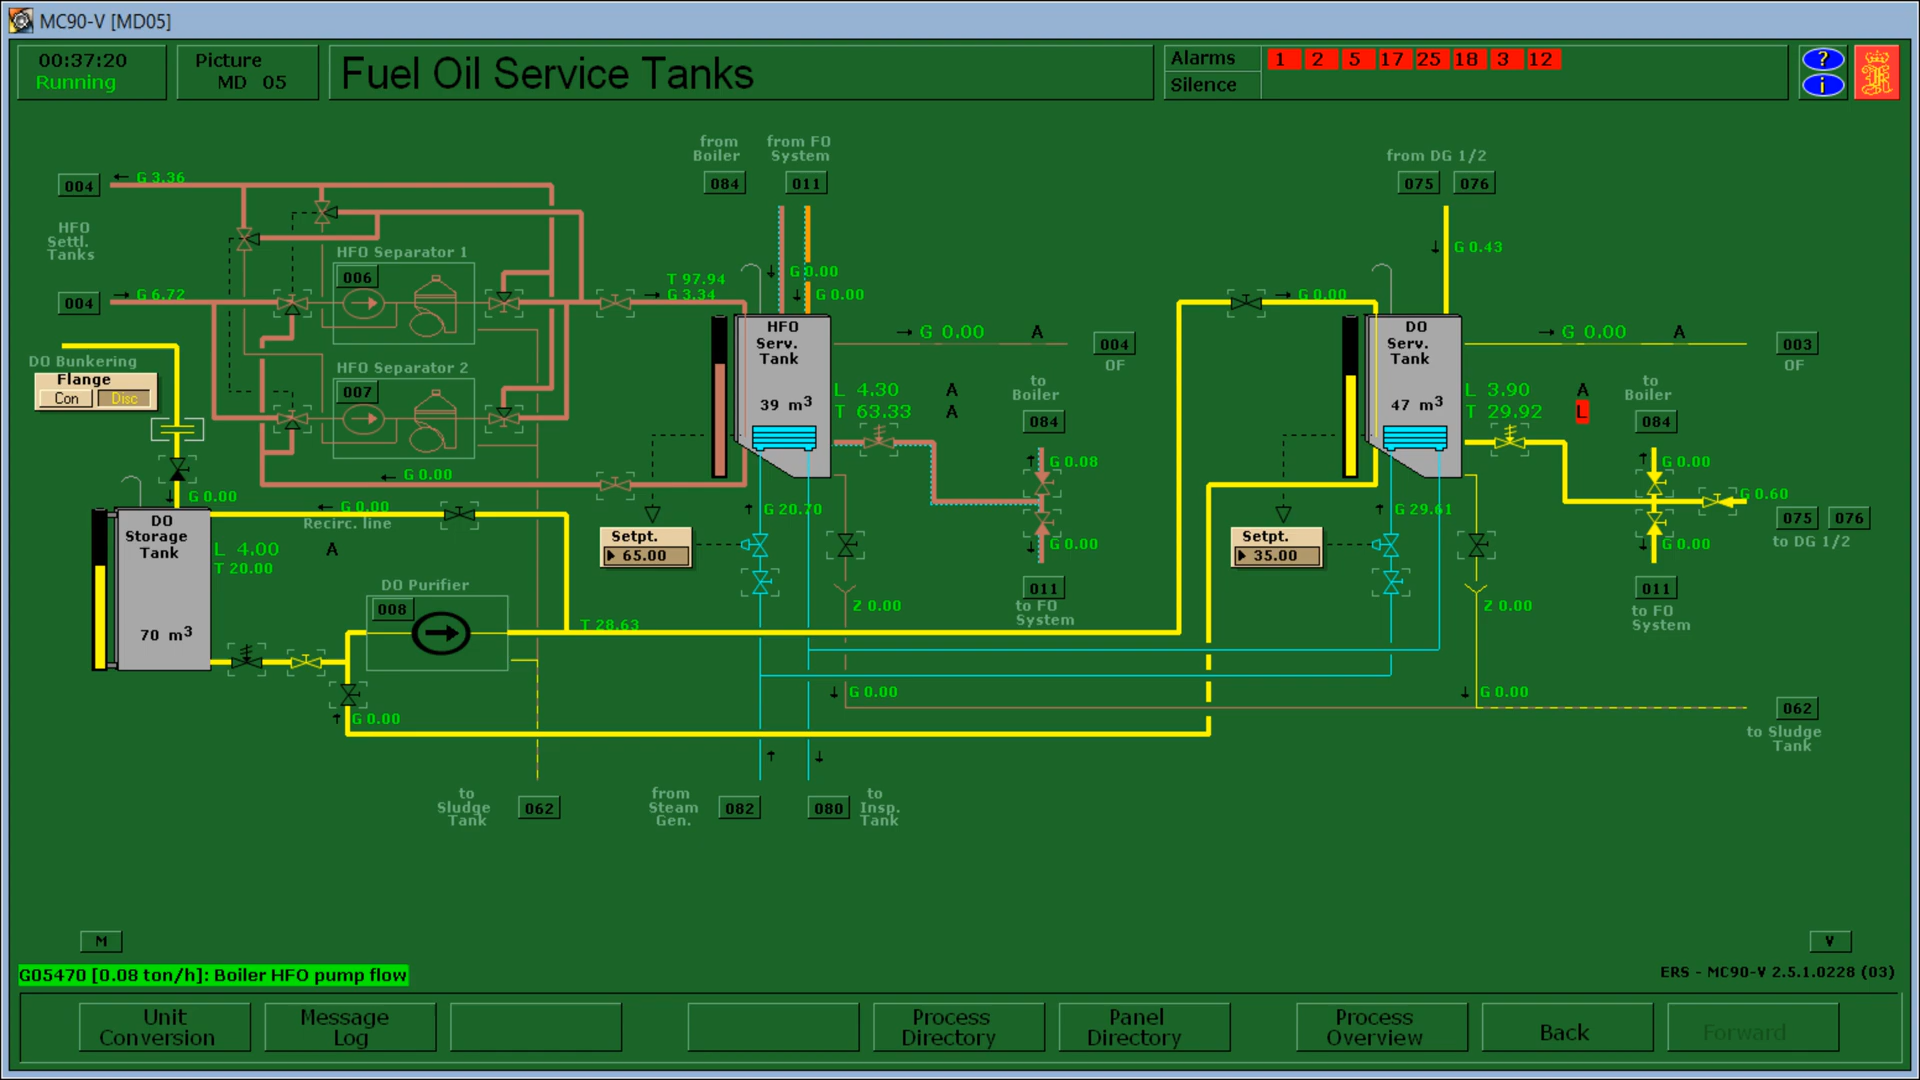 MC90-V [MD05]
00:37:20
Running
Picture
MD 05
Fuel Oil Service Tanks
Alarms
1 2 5 17 25 18 3 12
Silence
?
i
from
Boiler
from FO
System
from DG 1/2
084
011
075
076
004
G 3.36
HFO
Settl.
Tanks
G 0.43
HFO Separator 1
006
T 97.94
G 3.34
G 0.00
G 0.00
004
G 6.72
G 0.00
HFO
Serv.
Tank
39 m3
G 0.00 A
004
OF
DO
Serv.
Tank
47 m3
G 0.00 A
003
OF
DO Bunkering
Flange
Con Disc
HFO Separator 2
007
L 4.30 A
T 63.33 A
to
Boiler
084
L 3.90 A
T 29.92 L
to
Boiler
084
G 0.08
G 0.00
G 0.00
G 0.00
G 0.00
Recirc. line
G 20.70
G 29.61
G 0.60
075
076
to DG 1/2
DO
Storage
Tank
70 m3
L 4.00 A
T 20.00
Setpt.
65.00
G 0.00
Setpt.
35.00
G 0.00
DO Purifier
008
011
to FO
System
011
to FO
System
Z 0.00
Z 0.00
T 28.63
G 0.00
G 0.00
G 0.00
062
to Sludge
Tank
to
Sludge
Tank
062
from
Steam
Gen.
082
080
to
Insp.
Tank
M
V
G05470 [0.08 ton/h]: Boiler HFO pump flow
ERS - MC90-V 2.5.1.0228 (03)
Unit
Conversion
Message
Log
Process
Directory
Panel
Directory
Process
Overview
Back
Forward